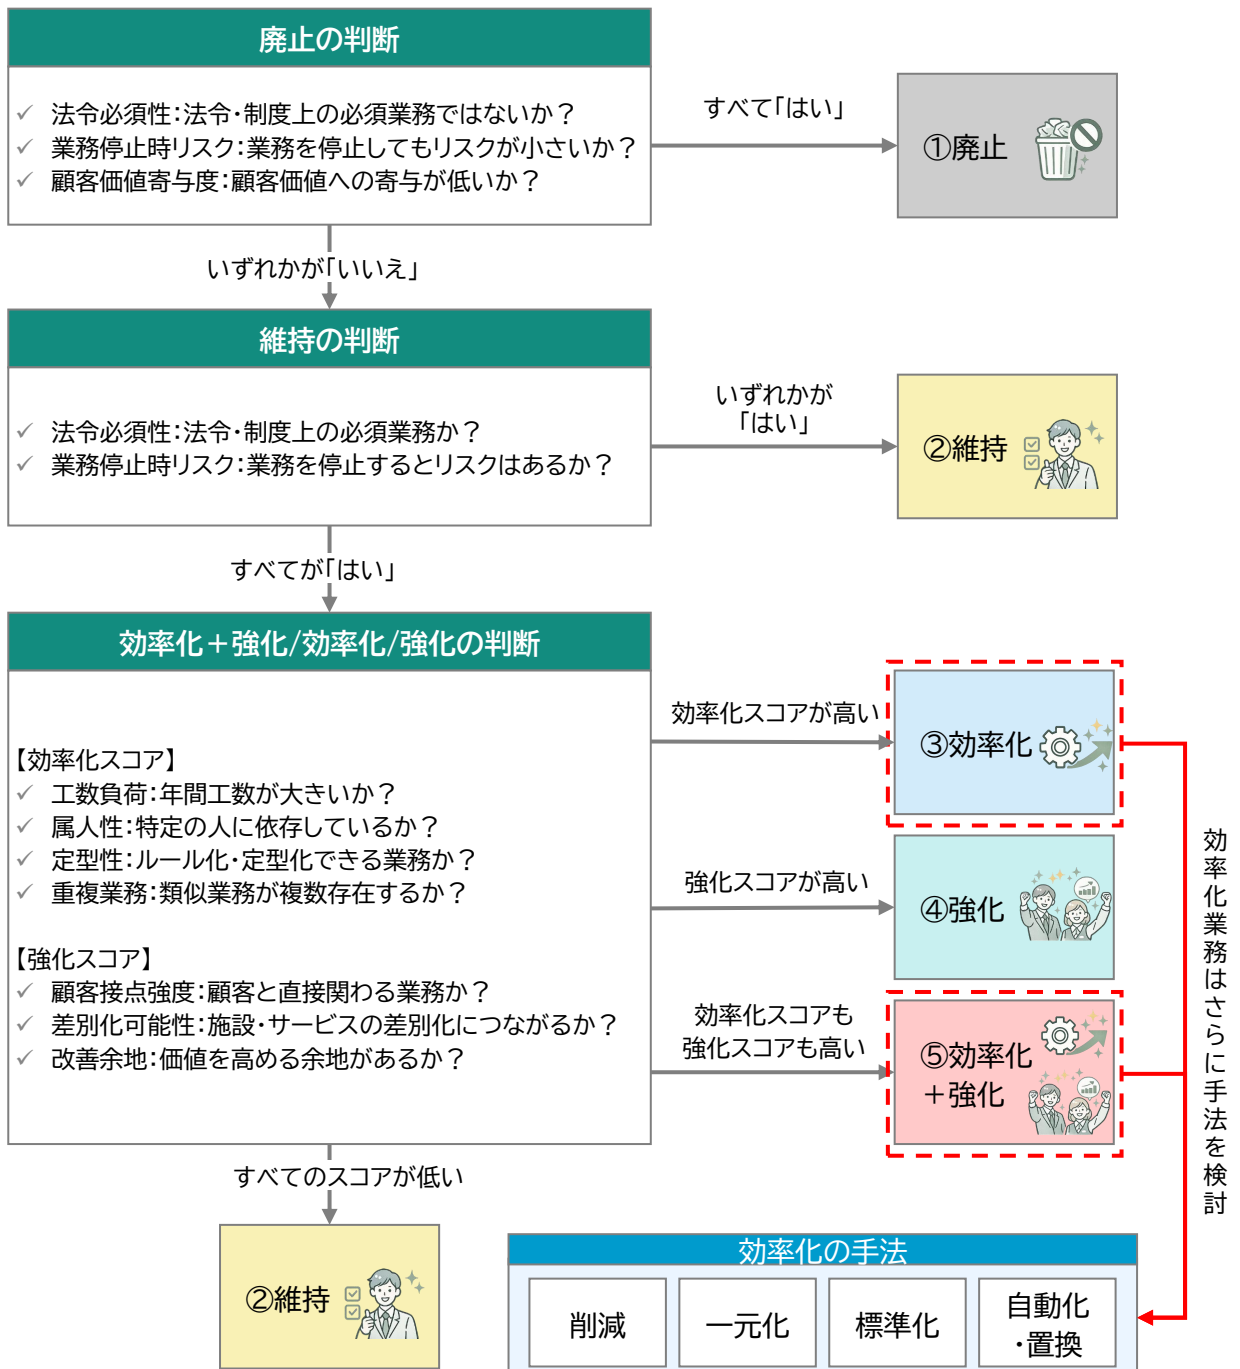 廃止の判断
法令必須性：法令・制度上の必須業務ではないか？
業務停止時リスク：業務を停止してもリスクが小さいか？
顧客価値寄与度：顧客価値への寄与が低いか？
すべて「はい」
①廃止
いずれかが「いいえ」
維持の判断
法令必須性：法令・制度上の必須業務か？
業務停止時リスク：業務を停止するとリスクはあるか？
いずれかが
「はい」
②維持
すべてが「はい」
効率化＋強化/効率化/強化の判断
【効率化スコア】
工数負荷：年間工数が大きいか？
属人性：特定の人に依存しているか？
定型性：ルール化・定型化できる業務か？
重複業務：類似業務が複数存在するか？
【強化スコア】
顧客接点強度：顧客と直接関わる業務か？
差別化可能性：施設・サービスの差別化につながるか？
改善余地：価値を高める余地があるか？
効率化スコアが高い
③効率化
強化スコアが高い
④強化
効率化スコアも
強化スコアも高い
⑤効率化
＋強化
効率化業務はさらに手法を検討
すべてのスコアが低い
②維持
効率化の手法
削減
一元化
標準化
自動化
・置換